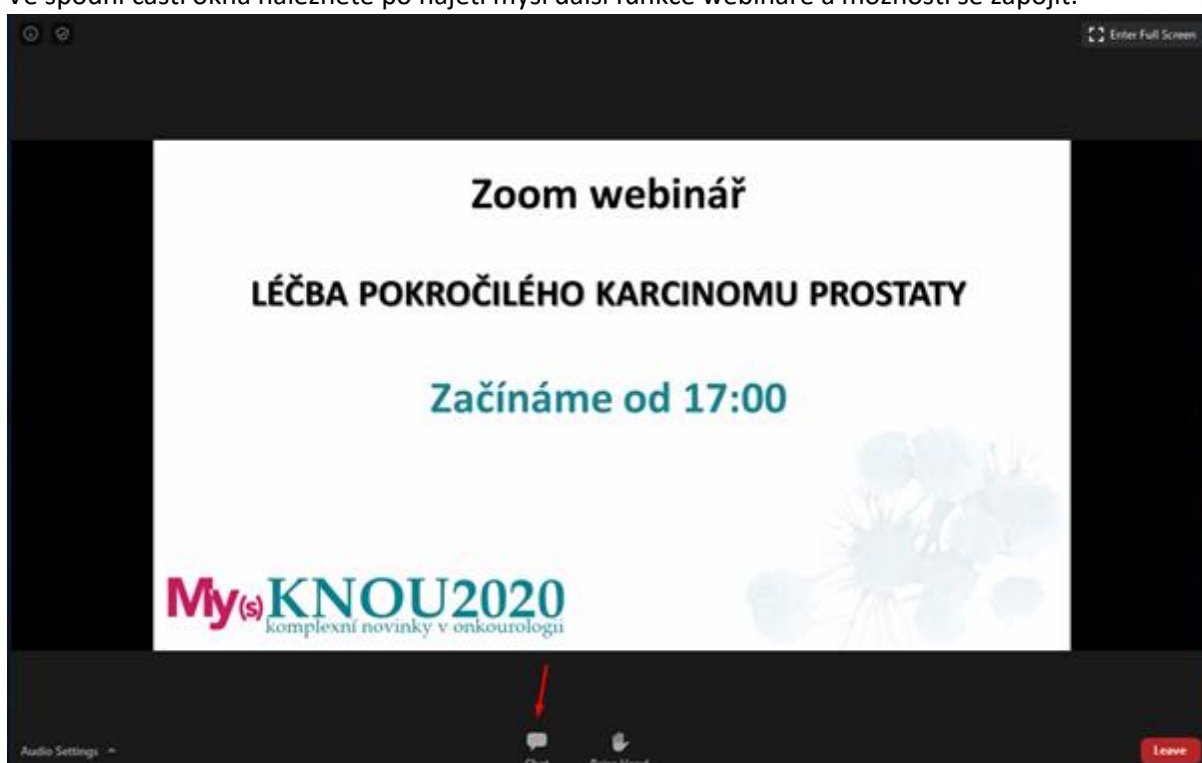 Ve spodní části okna naleznete po najetí myší další funkce webináře a možnosti se zapojit.
Enter Full Screen
Zoom webinář
LÉČBA POKROČILÉHO KARCINOMU PROSTATY
Začínáme od 17:00
My(s)KNOU2020
komplexní novinky v onkourologii
Audio Settings
Chat
Raise Hand
Leave